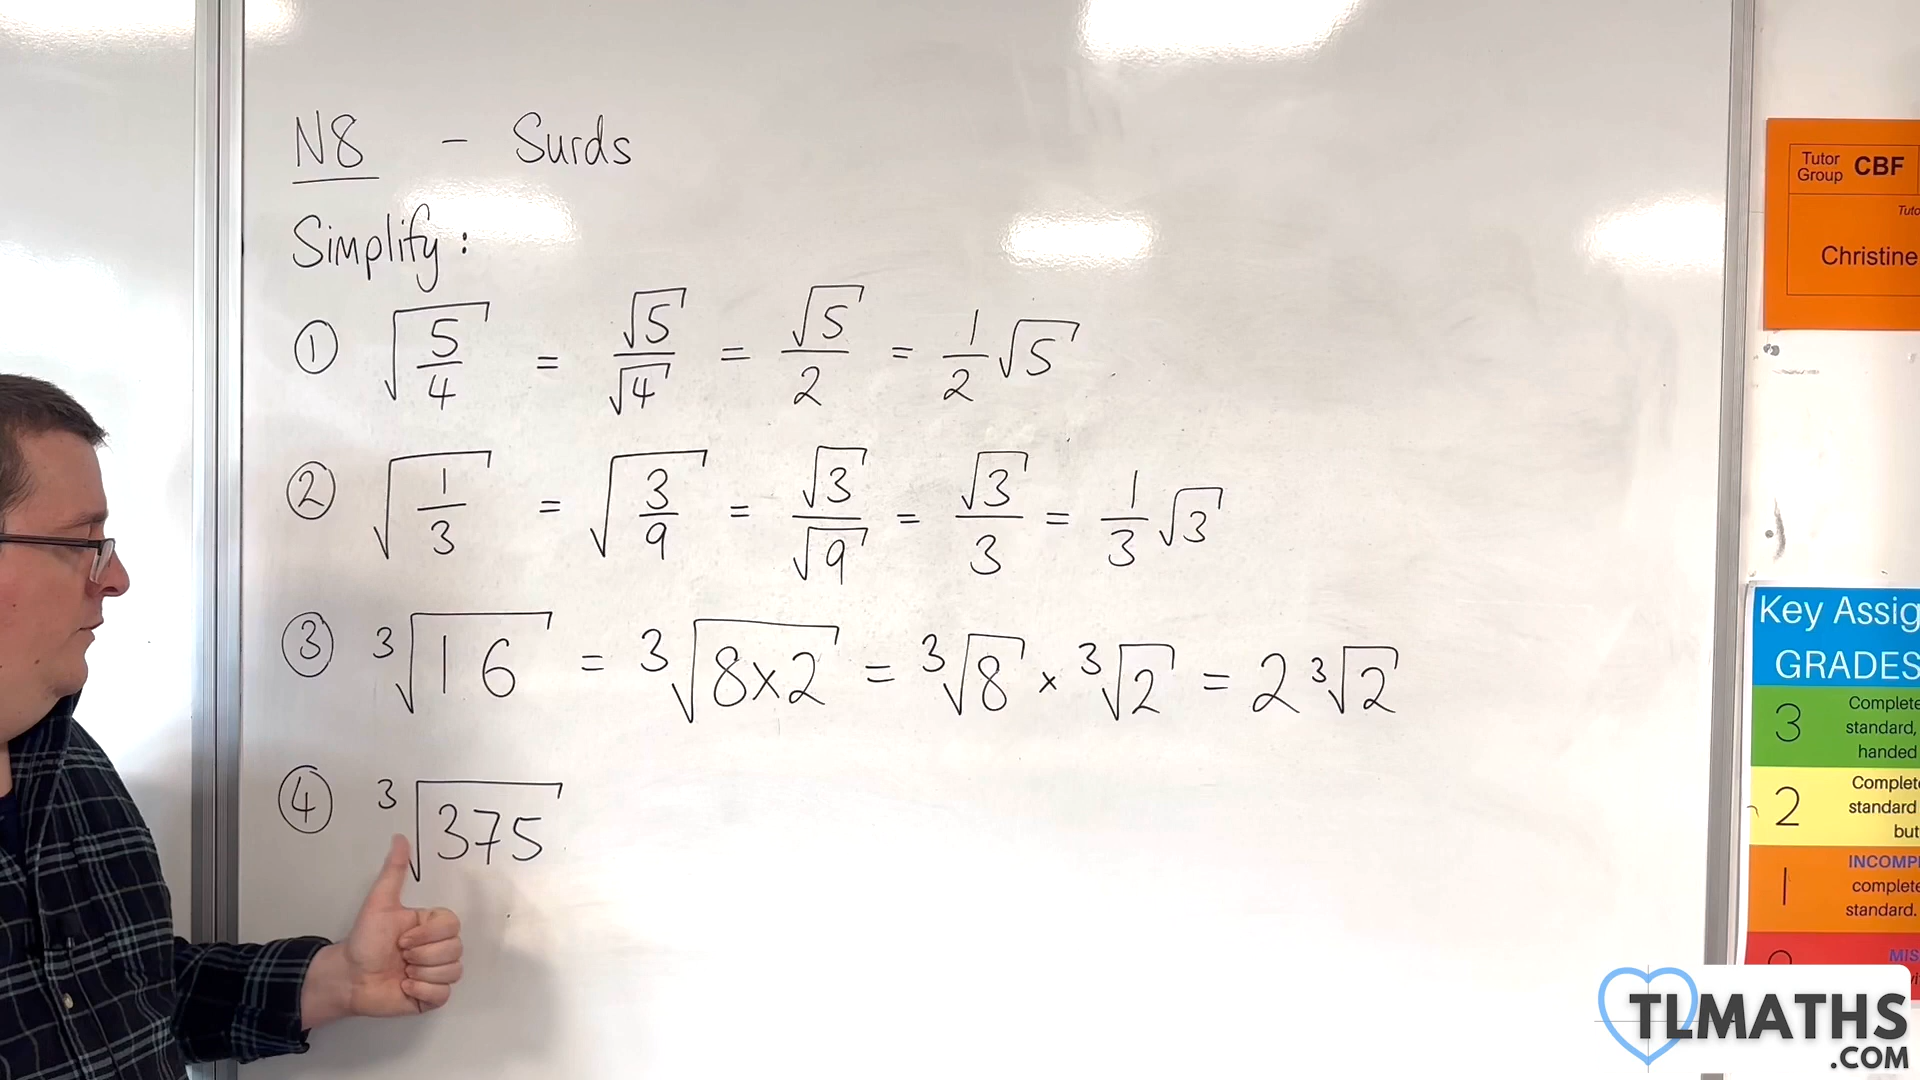 N8 - Surds
Simplify:
① √(5/4) = √5/√4 = √5/2 = 1/2 √5
② √(1/3) = √(3/9) = √3/√9 = √3/3 = 1/3 √3
③ ³√16 = ³√(8×2) = ³√8 × ³√2 = 2 ³√2
④ ³√375
Tutor Group CBF
Christine
Key Assig
GRADES
3
Complete
standard,
handed
2
Complete
standard
but
1
INCOMP
complete
standard.
MIS
TLMATHS
.COM